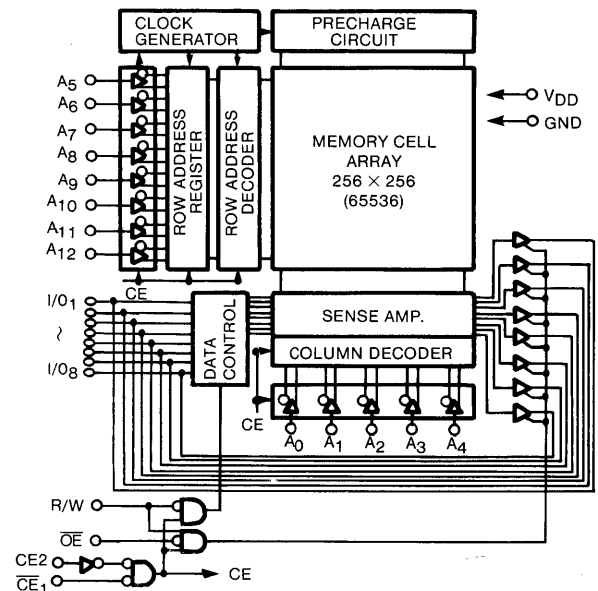 CLOCK
GENERATOR
PRECHARGE
CIRCUIT
A5
A6
A7
A8
A9
A10
A11
A12
ROW ADDRESS
REGISTER
ROW ADDRESS
DECODER
MEMORY CELL
ARRAY
256 × 256
(65536)
VDD
GND
CE
I/O1
~
I/O8
DATA
CONTROL
SENSE AMP.
COLUMN DECODER
CE
A0 A1 A2 A3 A4
R/W
O̅E̅
CE2
C̅E̅1
CE